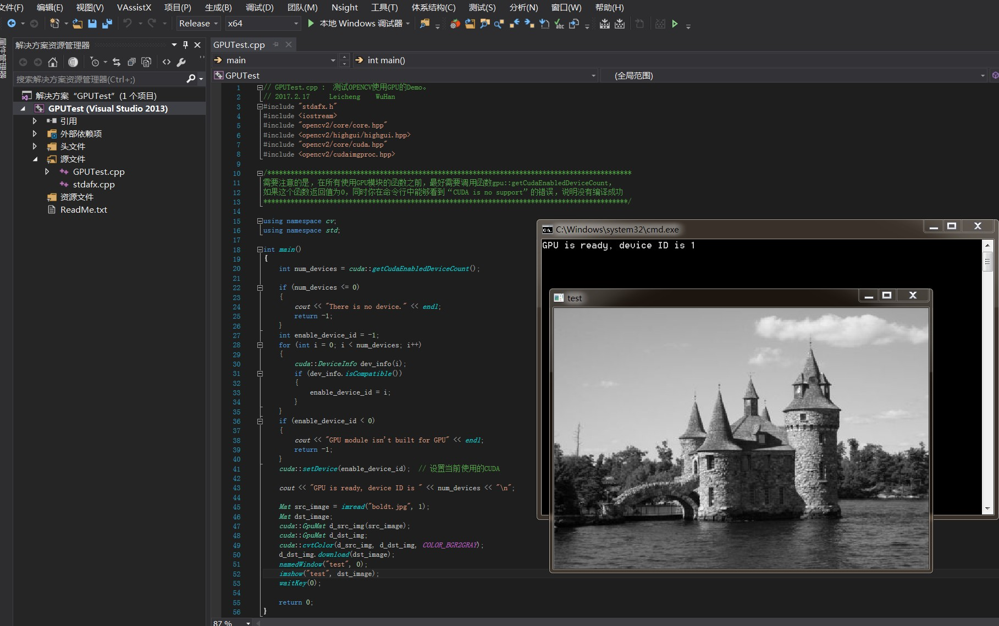 文件(F) 编辑(E) 视图(V) VAssistX 项目(P) 生成(B) 调试(D) 团队(M) Nsight 工具(T) 体系结构(C) 测试(S) 分析(N) 窗口(W) 帮助(H)
Release x64 本地 Windows 调试器
属性管理器
解决方案资源管理器
搜索解决方案资源管理器(Ctrl+;)
解决方案 “GPUTest” (1 个项目)
GPUTest (Visual Studio 2013)
引用
外部依赖项
头文件
源文件
GPUTest.cpp
stdafx.cpp
资源文件
ReadMe.txt
GPUTest.cpp
main int main()
GPUTest (全局范围)
1 // GPUTest.cpp : 测试OPENCV使用GPU的Demo。
2 // 2017.2.17 Leicheng WuHan
3 #include "stdafx.h"
4 #include <iostream>
5 #include "opencv2/core/core.hpp"
6 #include <opencv2/highgui/highgui.hpp>
7 #include "opencv2/core/cuda.hpp"
8 #include <opencv2/cudaimgproc.hpp>
9
10 /*********************************************************************************************
11 需要注意的是，在所有使用GPU模块的函数之前，最好需要调用函数gpu::getCudaEnabledDeviceCount，
12 如果这个函数返回值为0，同时你在命令行中能够看到“CUDA is no support”的错误，说明没有编译成功
13 *********************************************************************************************/
14
15 using namespace cv;
16 using namespace std;
17
18 int main()
19 {
20 int num_devices = cuda::getCudaEnabledDeviceCount();
21
22 if (num_devices <= 0)
23 {
24 cout << "There is no device." << endl;
25 return -1;
26 }
27 int enable_device_id = -1;
28 for (int i = 0; i < num_devices; i++)
29 {
30 cuda::DeviceInfo dev_info(i);
31 if (dev_info.isCompatible())
32 {
33 enable_device_id = i;
34 }
35 }
36 if (enable_device_id < 0)
37 {
38 cout << "GPU module isn't built for GPU" << endl;
39 return -1;
40 }
41 cuda::setDevice(enable_device_id); // 设置当前使用的CUDA
42
43 cout << "GPU is ready, device ID is " << num_devices << "\n";
44
45 Mat src_image = imread("boldt.jpg", 1);
46 Mat dst_image;
47 cuda::GpuMat d_src_img(src_image);
48 cuda::GpuMat d_dst_img;
49 cuda::cvtColor(d_src_img, d_dst_img, COLOR_BGR2GRAY);
50 d_dst_img.download(dst_image);
51 namedWindow("test", 0);
52 imshow("test", dst_image);
53 waitKey(0);
54
55 return 0;
56 }
87 %
C:\Windows\system32\cmd.exe
GPU is ready, device ID is 1
test